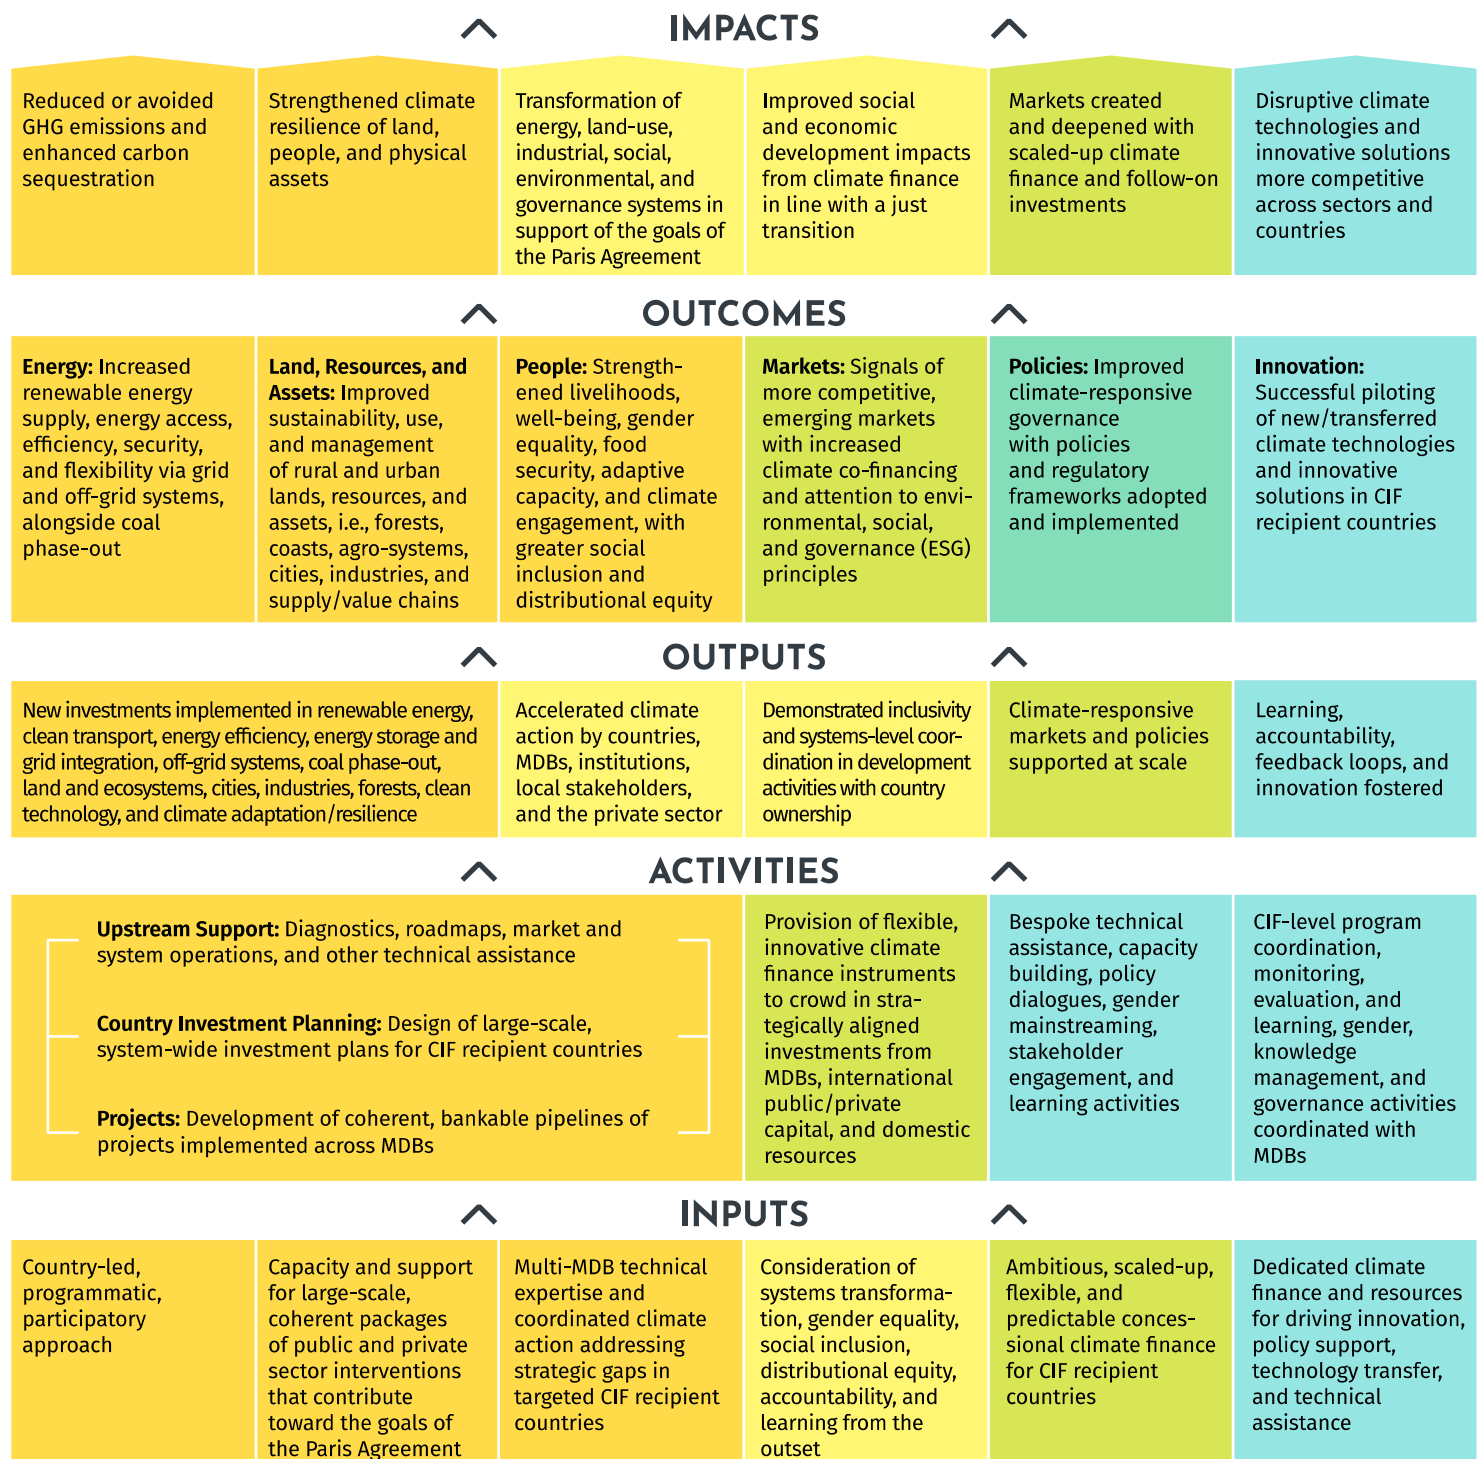 IMPACTS
Reduced or avoided
GHG emissions and
enhanced carbon
sequestration
Strengthened climate
resilience of land,
people, and physical
assets
Transformation of
energy, land-use,
industrial, social,
environmental, and
governance systems in
support of the goals of
the Paris Agreement
Improved social
and economic
development impacts
from climate finance
in line with a just
transition
Markets created
and deepened with
scaled-up climate
finance and follow-on
investments
Disruptive climate
technologies and
innovative solutions
more competitive
across sectors and
countries
OUTCOMES
Energy: Increased
renewable energy
supply, energy access,
efficiency, security,
and flexibility via grid
and off-grid systems,
alongside coal
phase-out
Land, Resources, and
Assets: Improved
sustainability, use,
and management
of rural and urban
lands, resources, and
assets, i.e., forests,
coasts, agro-systems,
cities, industries, and
supply/value chains
People: Strength-
ened livelihoods,
well-being, gender
equality, food
security, adaptive
capacity, and climate
engagement, with
greater social
inclusion and
distributional equity
Markets: Signals of
more competitive,
emerging markets
with increased
climate co-financing
and attention to envi-
ronmental, social,
and governance (ESG)
principles
Policies: Improved
climate-responsive
governance
with policies
and regulatory
frameworks adopted
and implemented
Innovation:
Successful piloting
of new/transferred
climate technologies
and innovative
solutions in CIF
recipient countries
OUTPUTS
New investments implemented in renewable energy,
clean transport, energy efficiency, energy storage and
grid integration, off-grid systems, coal phase-out,
land and ecosystems, cities, industries, forests, clean
technology, and climate adaptation/resilience
Accelerated climate
action by countries,
MDBs, institutions,
local stakeholders,
and the private sector
Demonstrated inclusivity
and systems-level coor-
dination in development
activities with country
ownership
Climate-responsive
markets and policies
supported at scale
Learning,
accountability,
feedback loops, and
innovation fostered
ACTIVITIES
Upstream Support: Diagnostics, roadmaps, market and
system operations, and other technical assistance
Country Investment Planning: Design of large-scale,
system-wide investment plans for CIF recipient countries
Projects: Development of coherent, bankable pipelines of
projects implemented across MDBs
Provision of flexible,
innovative climate
finance instruments
to crowd in stra-
tegically aligned
investments from
MDBs, international
public/private
capital, and domestic
resources
Bespoke technical
assistance, capacity
building, policy
dialogues, gender
mainstreaming,
stakeholder
engagement, and
learning activities
CIF-level program
coordination,
monitoring,
evaluation, and
learning, gender,
knowledge
management, and
governance activities
coordinated with
MDBs
INPUTS
Country-led,
programmatic,
participatory
approach
Capacity and support
for large-scale,
coherent packages
of public and private
sector interventions
that contribute
toward the goals of
the Paris Agreement
Multi-MDB technical
expertise and
coordinated climate
action addressing
strategic gaps in
targeted CIF recipient
countries
Consideration of
systems transforma-
tion, gender equality,
social inclusion,
distributional equity,
accountability, and
learning from the
outset
Ambitious, scaled-up,
flexible, and
predictable conces-
sional climate finance
for CIF recipient
countries
Dedicated climate
finance and resources
for driving innovation,
policy support,
technology transfer,
and technical
assistance